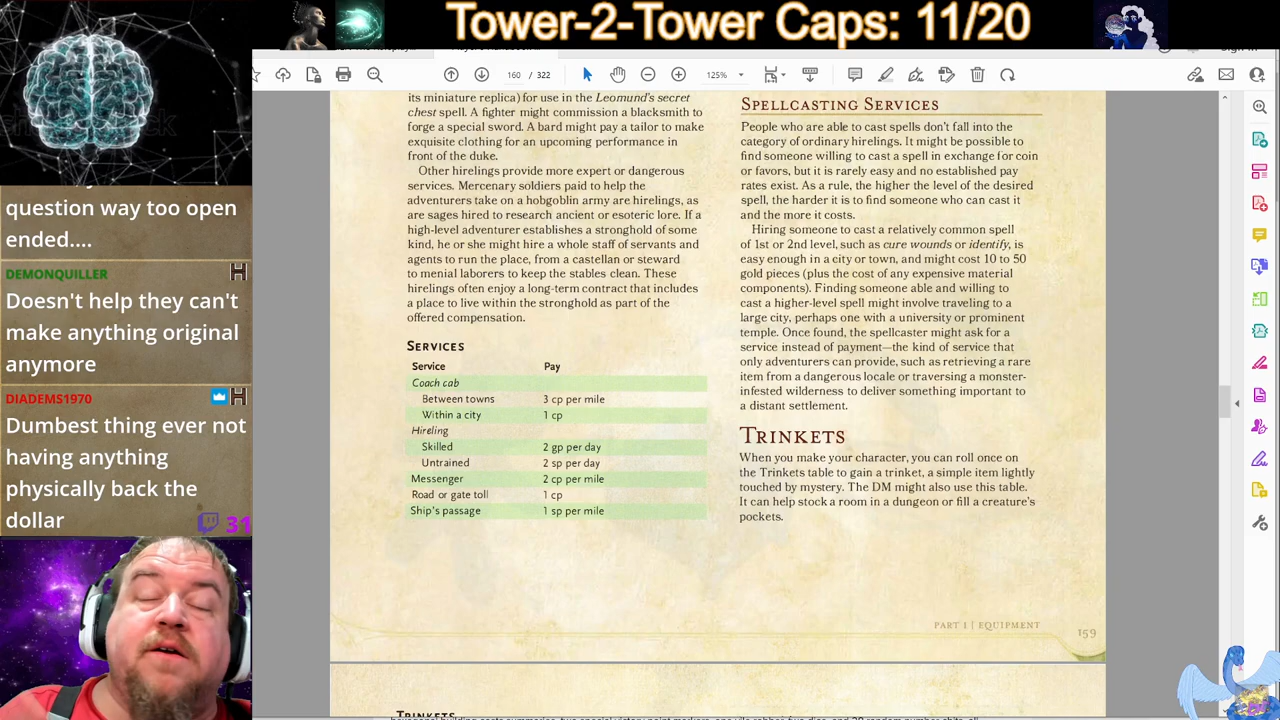 Tower-2-Tower Caps: 11/20
160 / 322
125%
question way too open
ended....
DEMONQUILLER
Doesn't help they can't
make anything original
anymore
DIADEMS1970
Dumbest thing ever not
having anything
physically back the
dollar
31
its miniature replica) for use in the Leomund's secret
chest spell. A fighter might commission a blacksmith to
forge a special sword. A bard might pay a tailor to make
exquisite clothing for an upcoming performance in
front of the duke.
Other hirelings provide more expert or dangerous
services. Mercenary soldiers paid to help the
adventurers take on a hobgoblin army are hirelings, as
are sages hired to research ancient or esoteric lore. If a
high-level adventurer establishes a stronghold of some
kind, he or she might hire a whole staff of servants and
agents to run the place, from a castellan or steward
to menial laborers to keep the stables clean. These
hirelings often enjoy a long-term contract that includes
a place to live within the stronghold as part of the
offered compensation.
SERVICES
Service Pay
Coach cab
Between towns 3 cp per mile
Within a city 1 cp
Hireling
Skilled 2 gp per day
Untrained 2 sp per day
Messenger 2 cp per mile
Road or gate toll 1 cp
Ship's passage 1 sp per mile
SPELLCASTING SERVICES
People who are able to cast spells don't fall into the
category of ordinary hirelings. It might be possible to
find someone willing to cast a spell in exchange for coin
or favors, but it is rarely easy and no established pay
rates exist. As a rule, the higher the level of the desired
spell, the harder it is to find someone who can cast it
and the more it costs.
Hiring someone to cast a relatively common spell
of 1st or 2nd level, such as cure wounds or identify, is
easy enough in a city or town, and might cost 10 to 50
gold pieces (plus the cost of any expensive material
components). Finding someone able and willing to
cast a higher-level spell might involve traveling to a
large city, perhaps one with a university or prominent
temple. Once found, the spellcaster might ask for a
service instead of payment—the kind of service that
only adventurers can provide, such as retrieving a rare
item from a dangerous locale or traversing a monster-
infested wilderness to deliver something important to
a distant settlement.
TRINKETS
When you make your character, you can roll once on
the Trinkets table to gain a trinket, a simple item lightly
touched by mystery. The DM might also use this table.
It can help stock a room in a dungeon or fill a creature's
pockets.
PART 1 | EQUIPMENT
159
TRINKETS